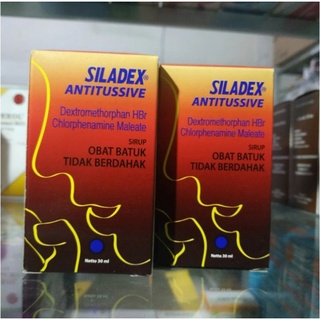 SILADEX®
ANTITUSSIVE
Dextromethorphan HBr
Chlorphenamine Maleate
SIRUP
OBAT BATUK
TIDAK BERDAHAK
Netto 30 ml
SILADEX®
ANTITUSSIVE
Dextromethorphan HBr
Chlorphenamine Maleate
SIRUP
OBAT BATUK
TIDAK BERDAHAK
Netto 30 ml